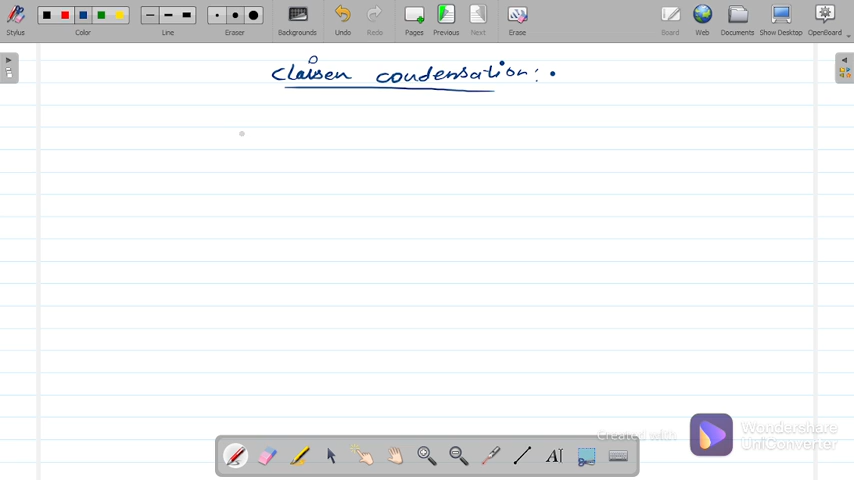 Stylus
Color
Line
Eraser
Backgrounds
Undo
Redo
Pages
Previous
Next
Erase
Board
Web
Documents
Show Desktop
OpenBoard
Claisen condensation:
Created with
Wondershare
UniConverter